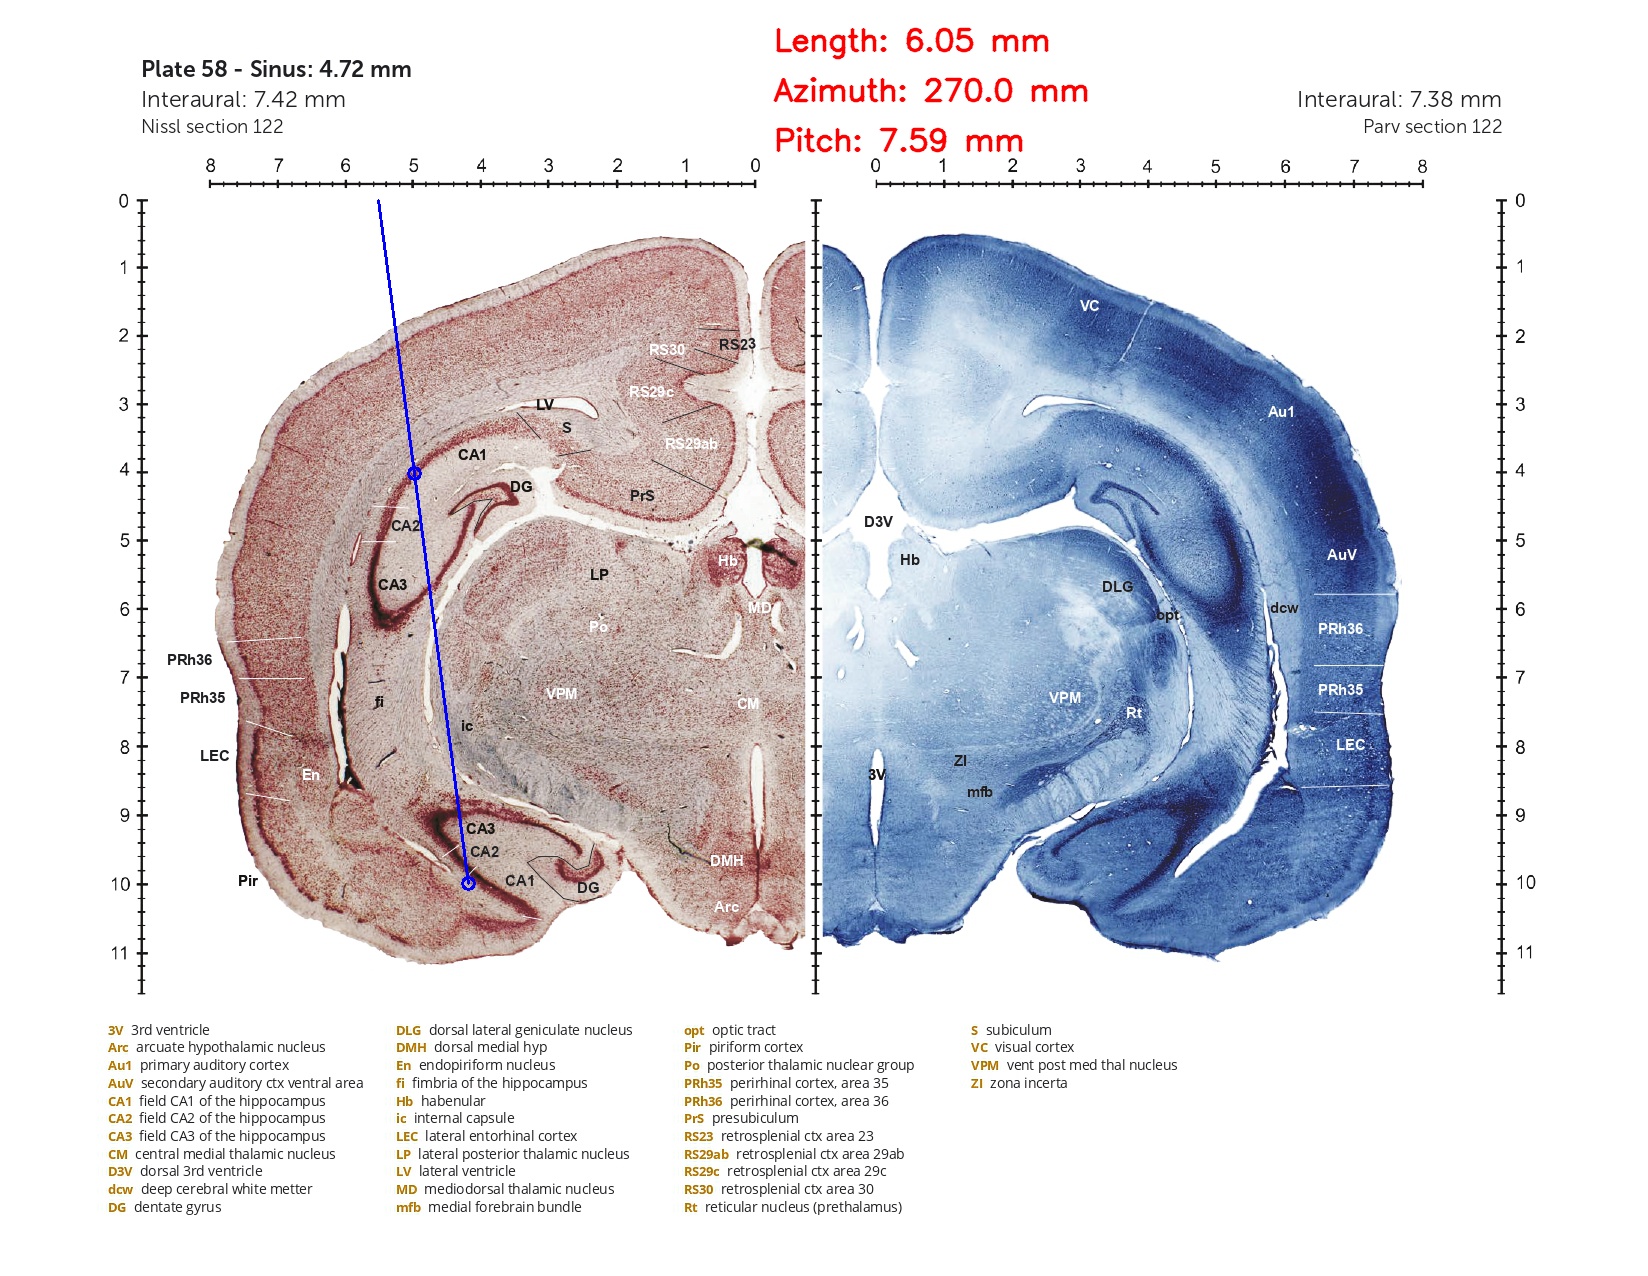 Length: 6.05 mm
Plate 58 - Sinus: 4.72 mm
Azimuth: 270.0 mm
Interaural: 7.42 mm
Interaural: 7.38 mm
Nissl section 122
Parv section 122
Pitch: 7.59 mm
8 7 6 5 4 3 2 1 0
0 1 2 3 4 5 6 7 8
0 0
1 1
VC
2 2
RS23
RS30
RS29c
3 3
LV
Au1
S
RS29ab
CA1
4 4
DG
PrS
CA2
D3V
5 5
Hb
Hb
AuV
LP
CA3
DLG
6 6
MD
opt
dcw
Po
PRh36
PRh36
7 7
PRh35
PRh35
VPM
VPM
fi
CM
Rt
ic
LEC
LEC
8 8
ZI
En
3V
mfb
9 9
CA3
CA2
DMH
Pir
CA1
DG
10 10
Arc
11 11
3V 3rd ventricle
Arc arcuate hypothalamic nucleus
Au1 primary auditory cortex
AuV secondary auditory ctx ventral area
CA1 field CA1 of the hippocampus
CA2 field CA2 of the hippocampus
CA3 field CA3 of the hippocampus
CM central medial thalamic nucleus
D3V dorsal 3rd ventricle
dcw deep cerebral white metter
DG dentate gyrus
DLG dorsal lateral geniculate nucleus
DMH dorsal medial hyp
En endopiriform nucleus
fi fimbria of the hippocampus
Hb habenular
ic internal capsule
LEC lateral entorhinal cortex
LP lateral posterior thalamic nucleus
LV lateral ventricle
MD mediodorsal thalamic nucleus
mfb medial forebrain bundle
opt optic tract
Pir piriform cortex
Po posterior thalamic nuclear group
PRh35 perirhinal cortex, area 35
PRh36 perirhinal cortex, area 36
PrS presubiculum
RS23 retrosplenial ctx area 23
RS29ab retrosplenial ctx area 29ab
RS29c retrosplenial ctx area 29c
RS30 retrosplenial ctx area 30
Rt reticular nucleus (prethalamus)
S subiculum
VC visual cortex
VPM vent post med thal nucleus
ZI zona incerta